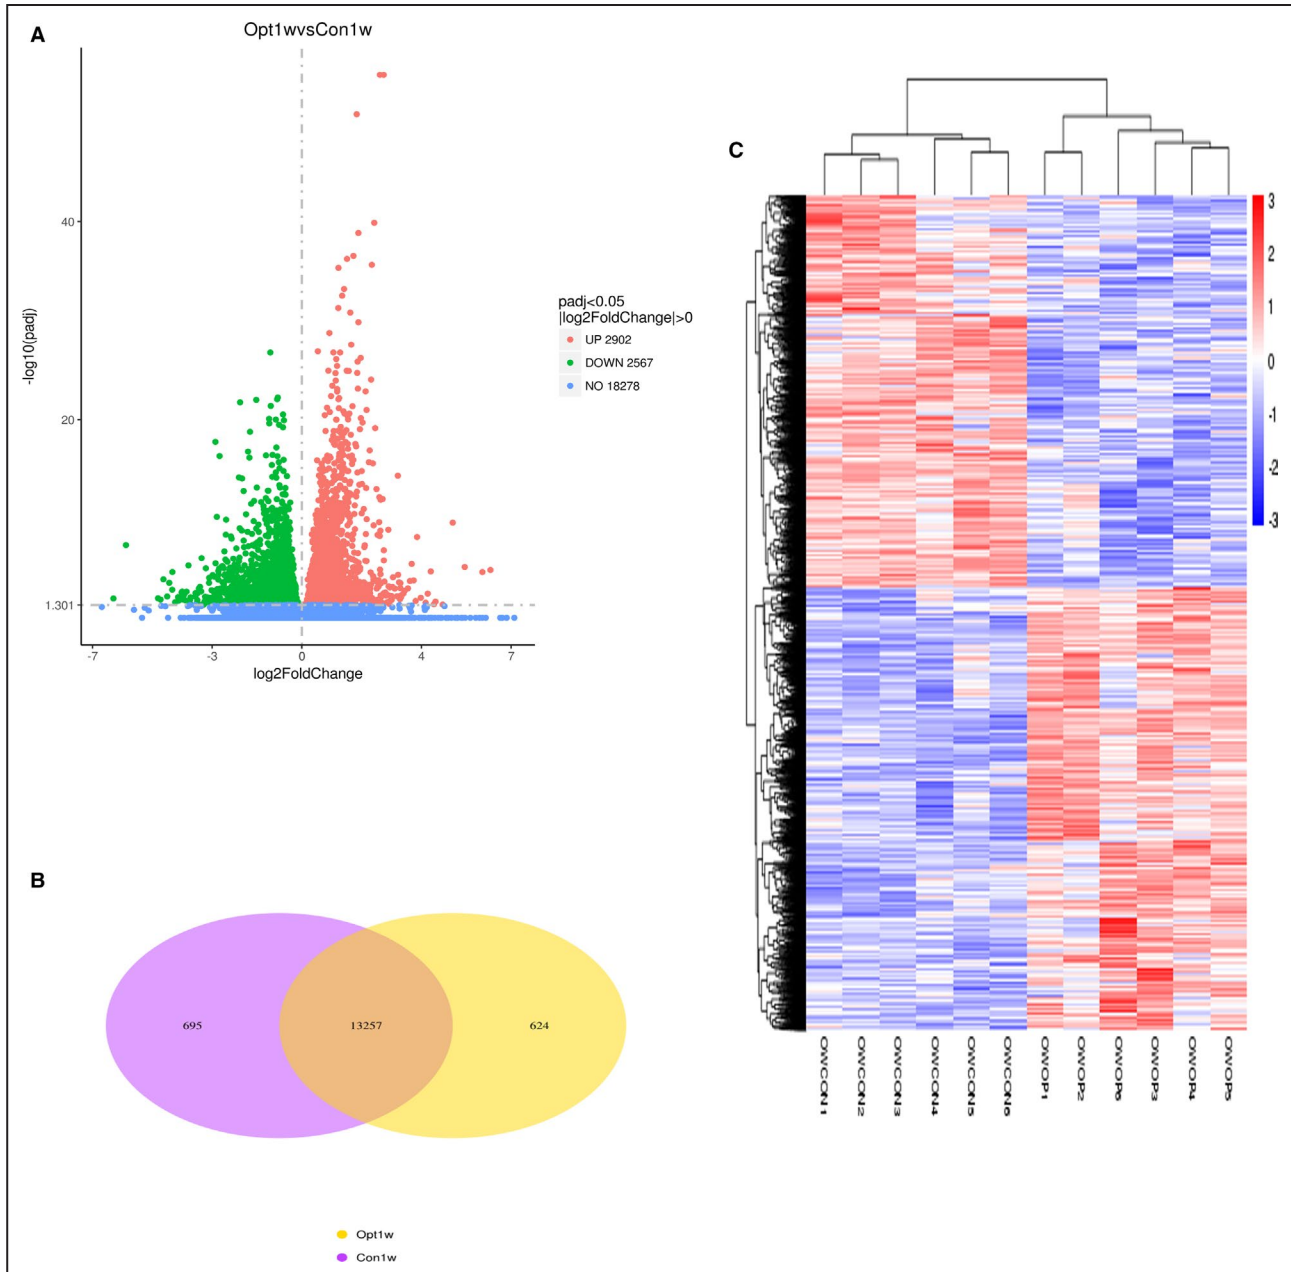 A
Opt1wvsCon1w
-log10(padj)
40
20
1.301
-7
-3
0
4
7
log2FoldChange
padj<0.05
|log2FoldChange|>0
UP 2902
DOWN 2567
NO 18278
B
695
13257
624
Opt1w
Con1w
C
3
2
1
0
-1
-2
-3
OWCON1
OWCON2
OWCON3
OWCON4
OWCON5
OWCON6
OWOP1
OWOP2
OWOP6
OWOP3
OWOP4
OWOP5